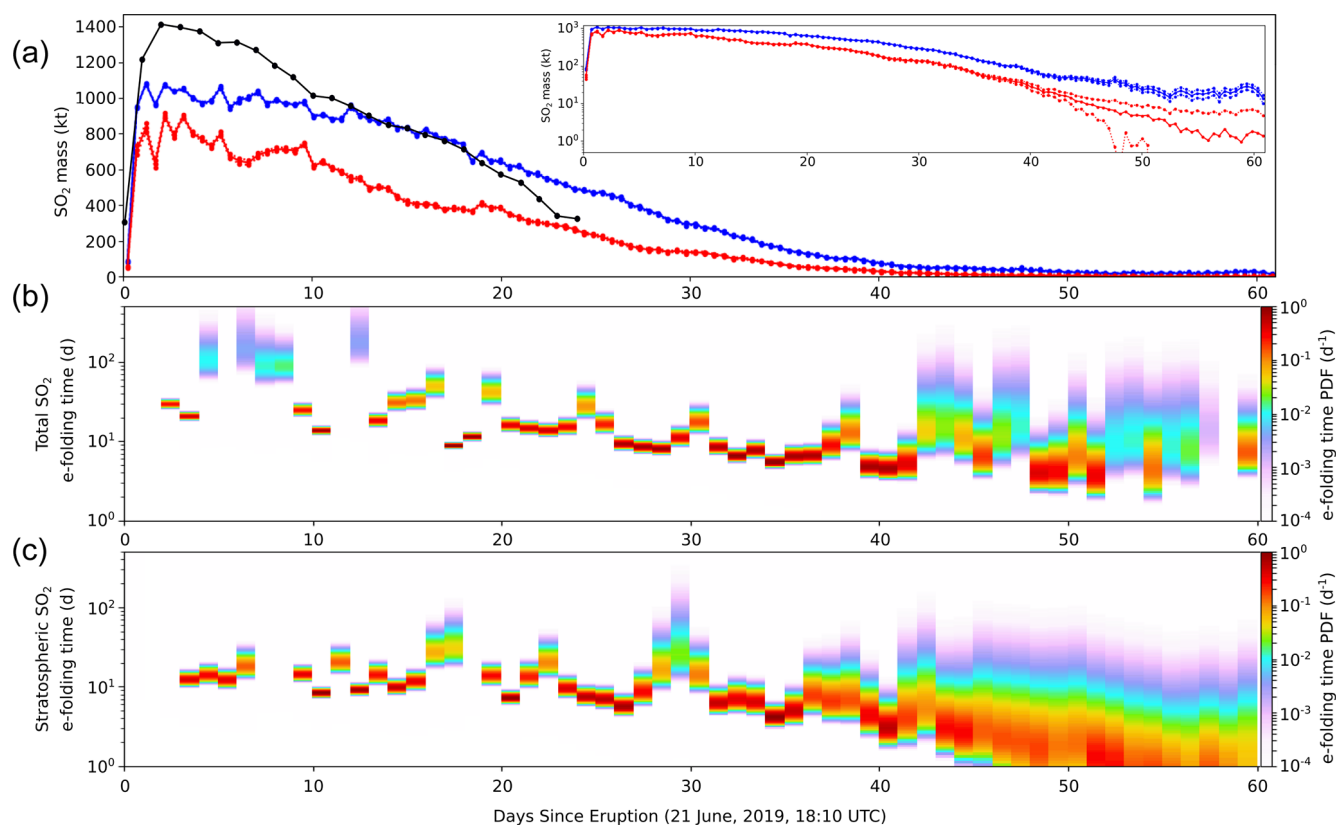 (a)
SO₂ mass (kt)
1400
1200
1000
800
600
400
200
0
0 10 20 30 40 50 60
SO₂ mass (kt)
10³
10²
10¹
10⁰
0 10 20 30 40 50 60
(b)
Total SO₂
e-folding time (d)
10²
10¹
10⁰
0 10 20 30 40 50 60
10⁰
10⁻¹
10⁻²
10⁻³
10⁻⁴
e-folding time PDF (d⁻¹)
(c)
Stratospheric SO₂
e-folding time (d)
10²
10¹
10⁰
0 10 20 30 40 50 60
10⁰
10⁻¹
10⁻²
10⁻³
10⁻⁴
e-folding time PDF (d⁻¹)
Days Since Eruption (21 June, 2019, 18:10 UTC)